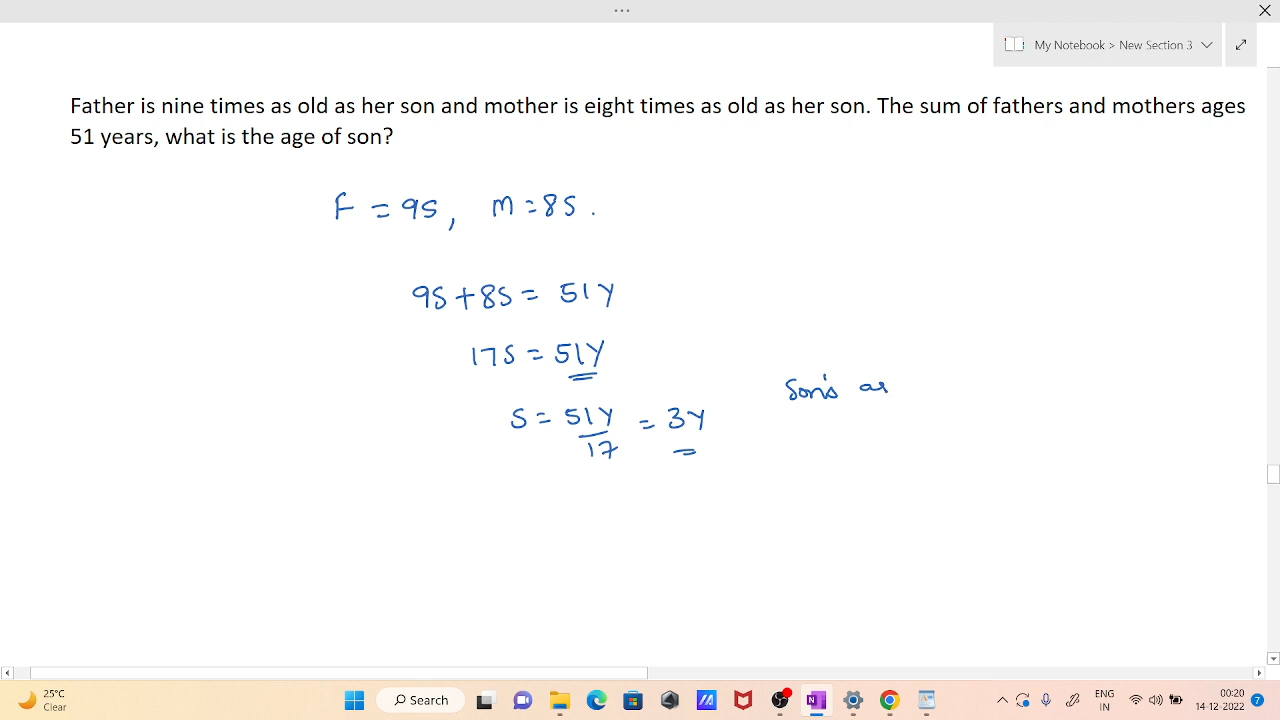 ...
My Notebook > New Section 3
Father is nine times as old as her son and mother is eight times as old as her son. The sum of fathers and mothers ages
51 years, what is the age of son?
F = 9S, M = 8S.
9S + 8S = 51Y
17S = 51Y
S = 51Y/17 = 3Y
Son's
25°C
Clear
Search
ENG
IN
14-12-2022
7